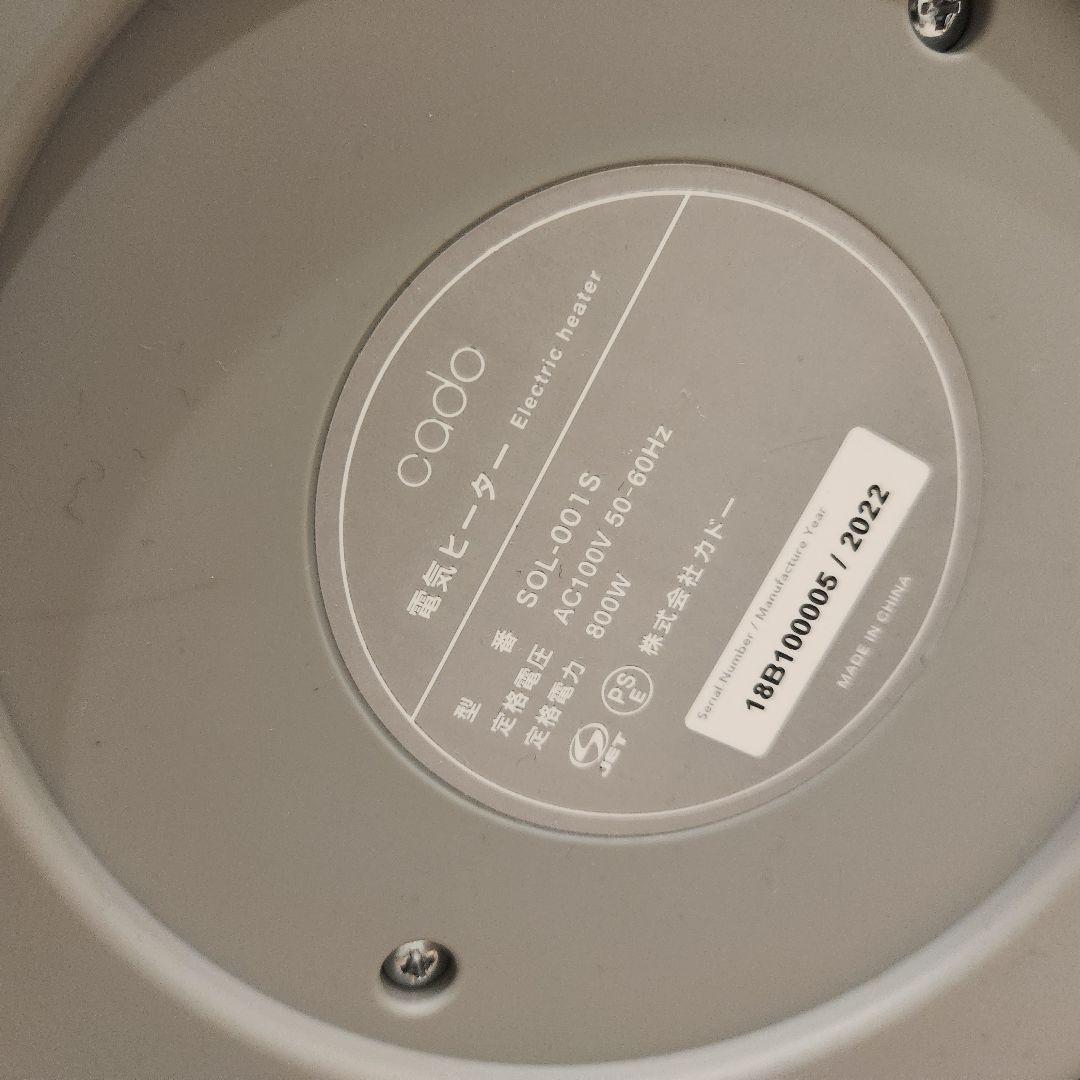 cado
電気ヒーター Electric heater
型番 SOL-001S
定格電圧 AC100V 50-60Hz
定格電力 800W
JET PSE 株式会社カドー
Serial Number / Manufacture Year
18B100005 / 2022
MADE IN CHINA